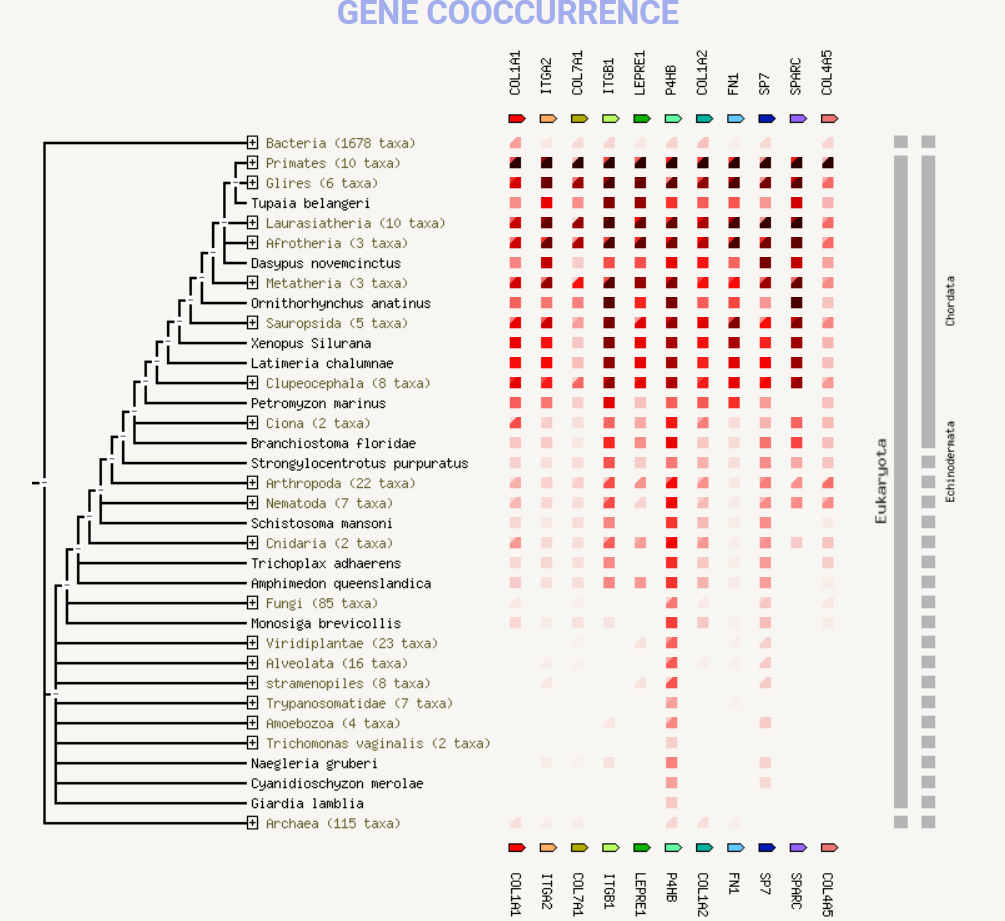 GENE COOCCURRENCE
COL1A1
ITGA2
COL7A1
ITGB1
LEPRE1
P4HB
COL1A2
FN1
SP7
SPARC
COL4A5
Bacteria (1678 taxa)
Primates (10 taxa)
Glires (6 taxa)
Tupaia belangeri
Laurasiatheria (10 taxa)
Afrotheria (3 taxa)
Dasypus novemcinctus
Metatheria (3 taxa)
Ornithorhynchus anatinus
Sauropsida (5 taxa)
Xenopus Silurana
Latimeria chalumnae
Clupeocephala (8 taxa)
Petromyzon marinus
Ciona (2 taxa)
Branchiostoma floridae
Strongylocentrotus purpuratus
Arthropoda (22 taxa)
Nematoda (7 taxa)
Schistosoma mansoni
Cnidaria (2 taxa)
Trichoplax adhaerens
Amphimedon queenslandica
Fungi (85 taxa)
Monosiga brevicollis
Viridiplantae (23 taxa)
Alveolata (16 taxa)
stramenopiles (8 taxa)
Trypanosomatidae (7 taxa)
Amoebozoa (4 taxa)
Trichomonas vaginalis (2 taxa)
Naegleria gruberi
Cyanidioschyzon merolae
Giardia lamblia
Archaea (115 taxa)
Eukaryota
Chordata
Echinodermata
COL1A1
ITGA2
COL7A1
ITGB1
LEPRE1
P4HB
COL1A2
FN1
SP7
SPARC
COL4A5